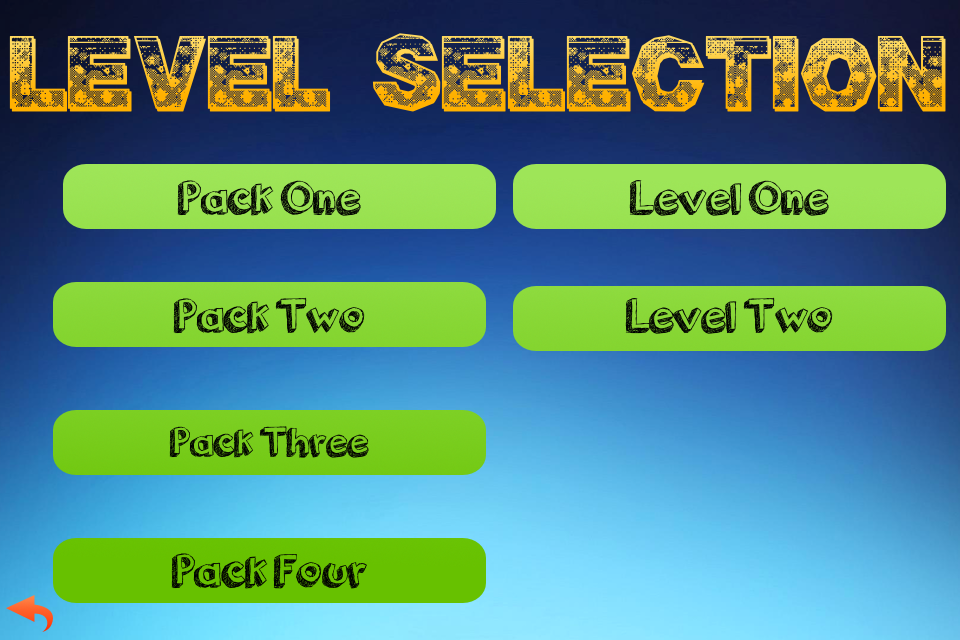 LEVEL SELECTION
Pack One
Level One
Pack Two
Level Two
Pack Three
Pack Four